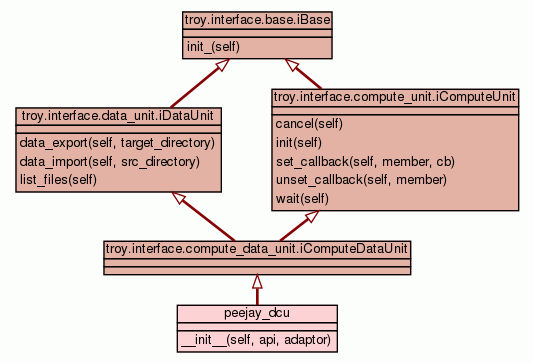 troy.interface.base.iBase
init_(self)
troy.interface.data_unit.iDataUnit
data_export(self, target_directory)
data_import(self, src_directory)
list_files(self)
troy.interface.compute_unit.iComputeUnit
cancel(self)
init(self)
set_callback(self, member, cb)
unset_callback(self, member)
wait(self)
troy.interface.compute_data_unit.iComputeDataUnit
peejay_dcu
__init__(self, api, adaptor)